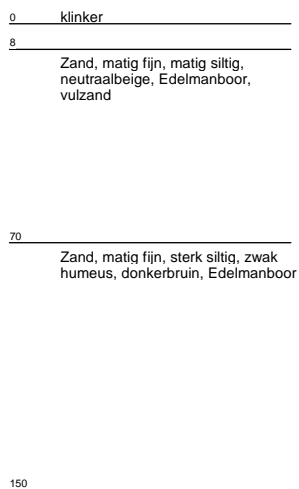 0 klinker
8
Zand, matig fijn, matig siltig,
neutraalbeige, Edelmanboor,
vulzand
70
Zand, matig fijn, sterk siltig, zwak
humeus, donkerbruin, Edelmanboor
150